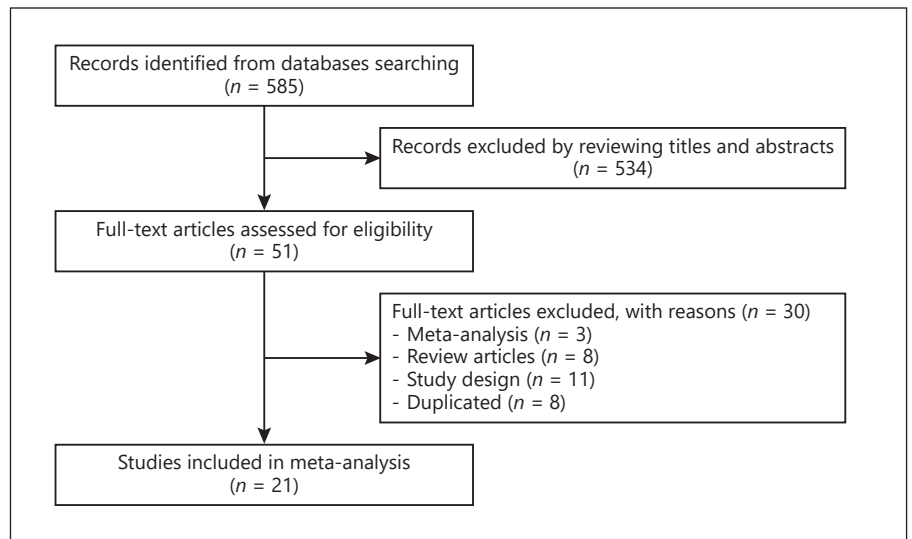 Records identified from databases searching
(n = 585)
Records excluded by reviewing titles and abstracts
(n = 534)
Full-text articles assessed for eligibility
(n = 51)
Full-text articles excluded, with reasons (n = 30)
- Meta-analysis (n = 3)
- Review articles (n = 8)
- Study design (n = 11)
- Duplicated (n = 8)
Studies included in meta-analysis
(n = 21)